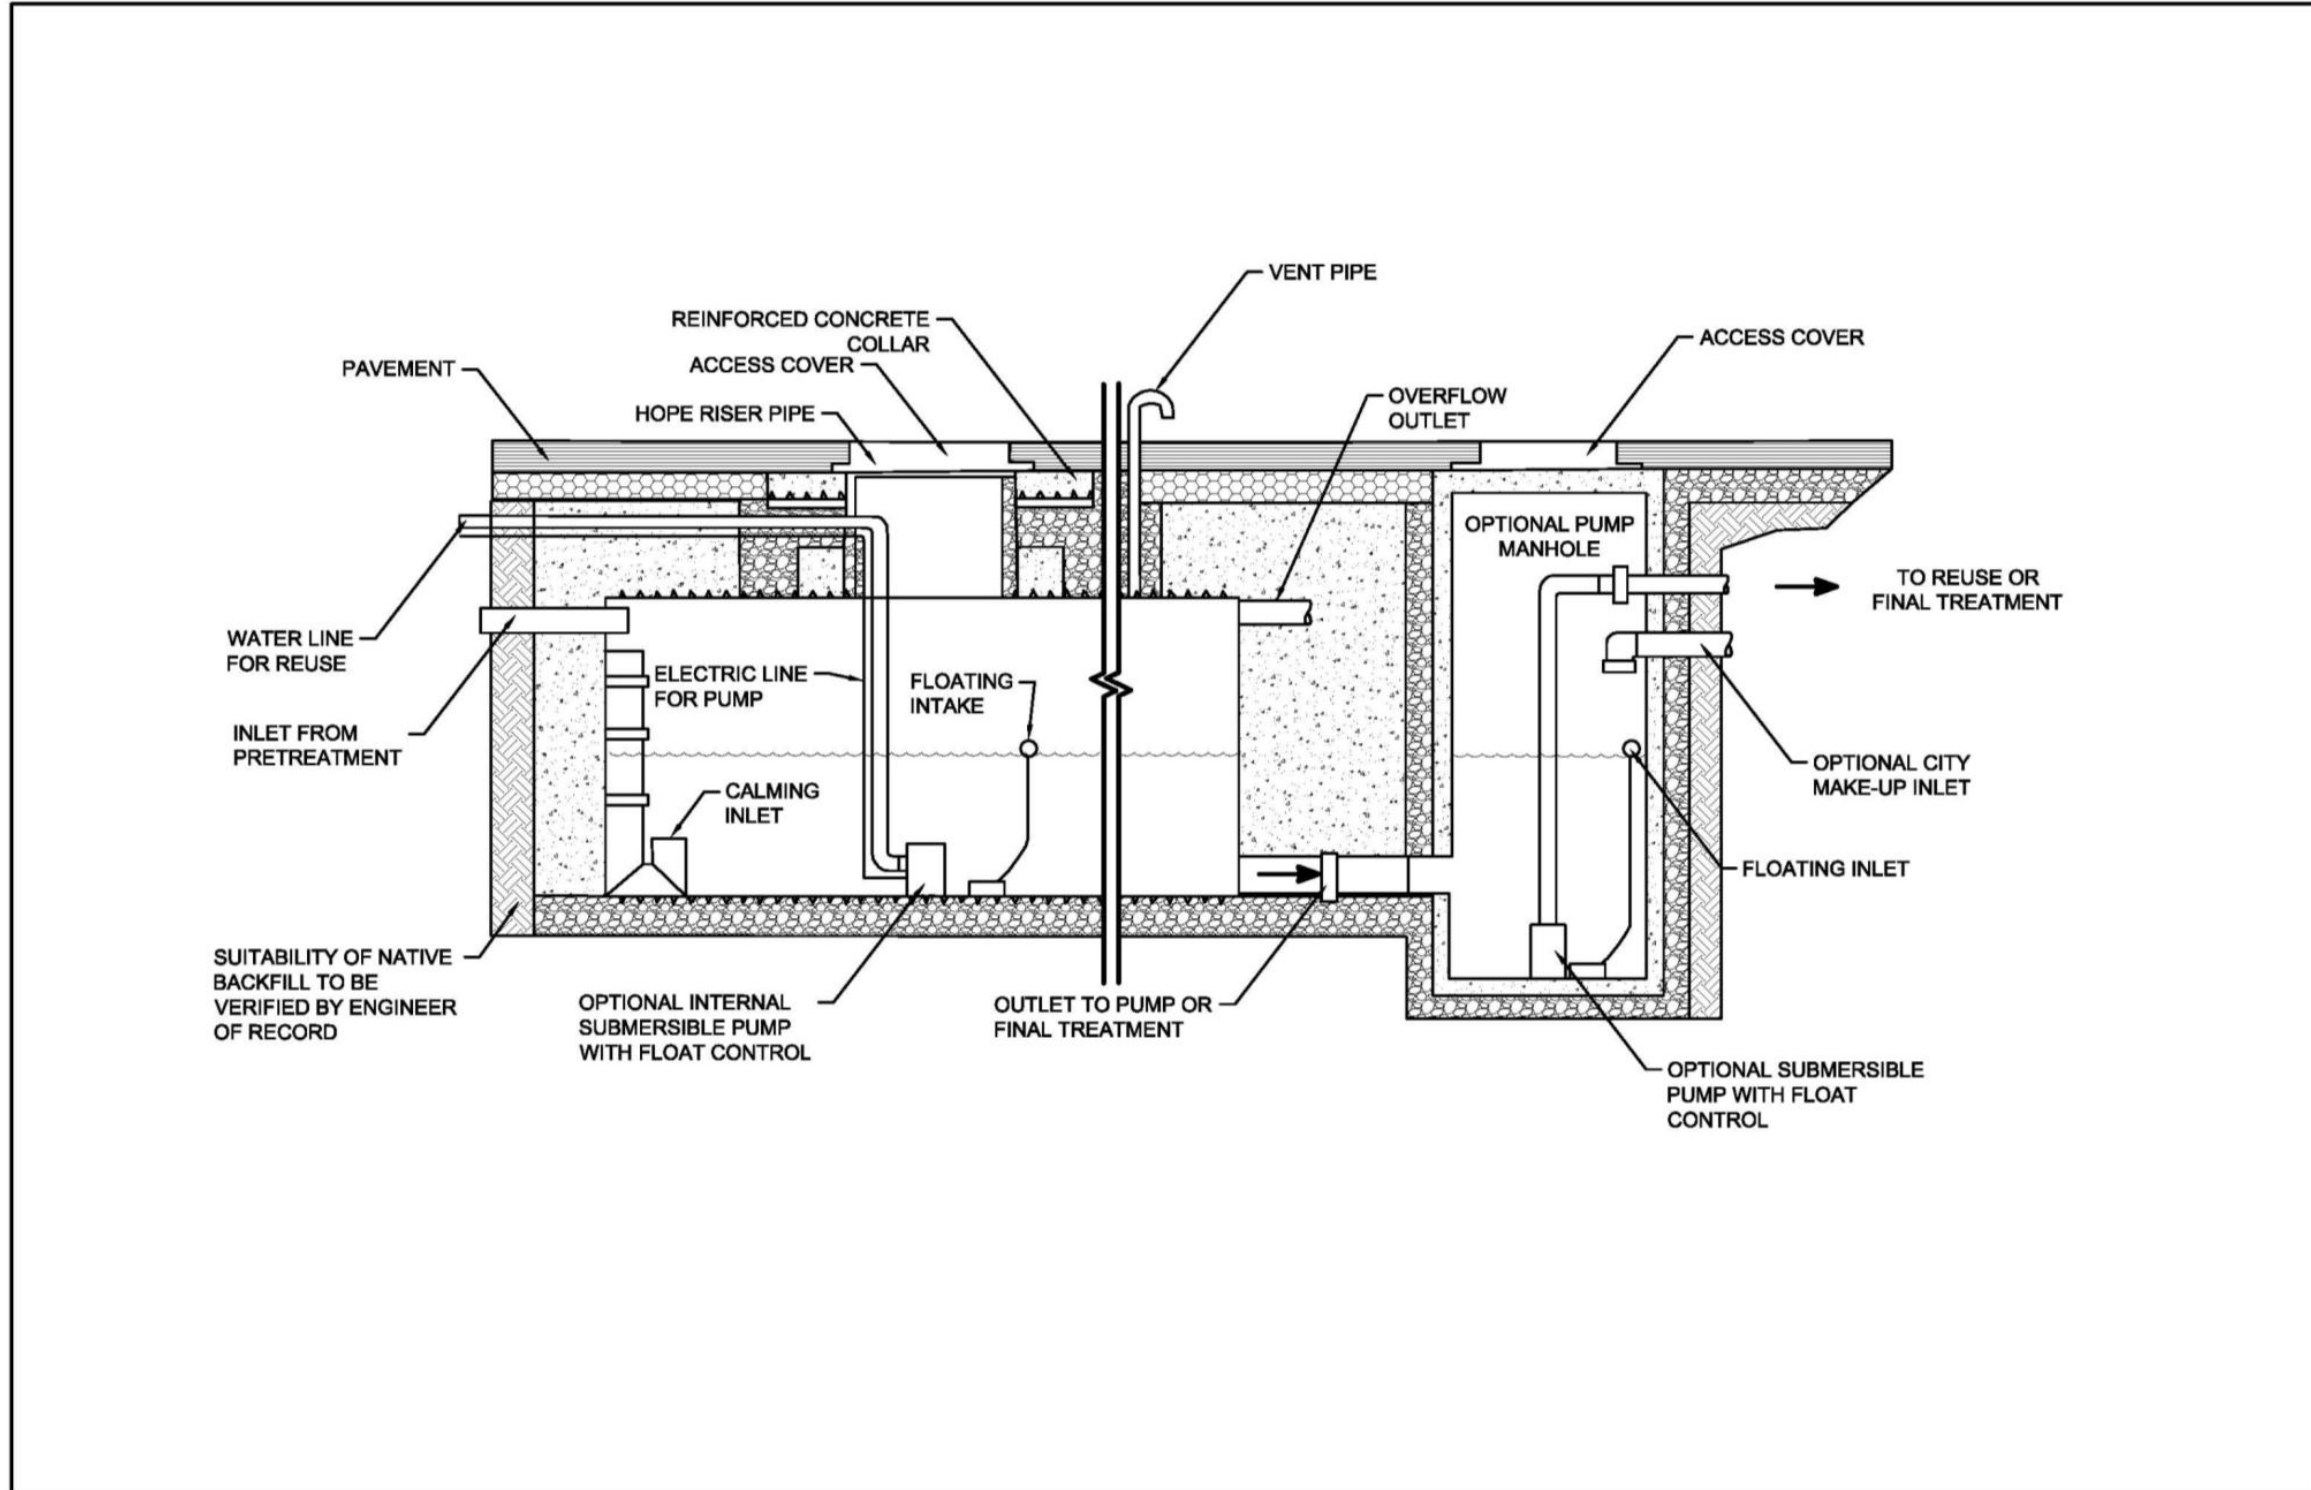 VENT PIPE
REINFORCED CONCRETE
COLLAR
ACCESS COVER
PAVEMENT
ACCESS COVER
HOPE RISER PIPE
OVERFLOW
OUTLET
OPTIONAL PUMP
MANHOLE
TO REUSE OR
FINAL TREATMENT
WATER LINE
FOR REUSE
ELECTRIC LINE
FOR PUMP
FLOATING
INTAKE
INLET FROM
PRETREATMENT
OPTIONAL CITY
MAKE-UP INLET
CALMING
INLET
FLOATING INLET
SUITABILITY OF NATIVE
BACKFILL TO BE
VERIFIED BY ENGINEER
OF RECORD
OPTIONAL INTERNAL
SUBMERSIBLE PUMP
WITH FLOAT CONTROL
OUTLET TO PUMP OR
FINAL TREATMENT
OPTIONAL SUBMERSIBLE
PUMP WITH FLOAT
CONTROL